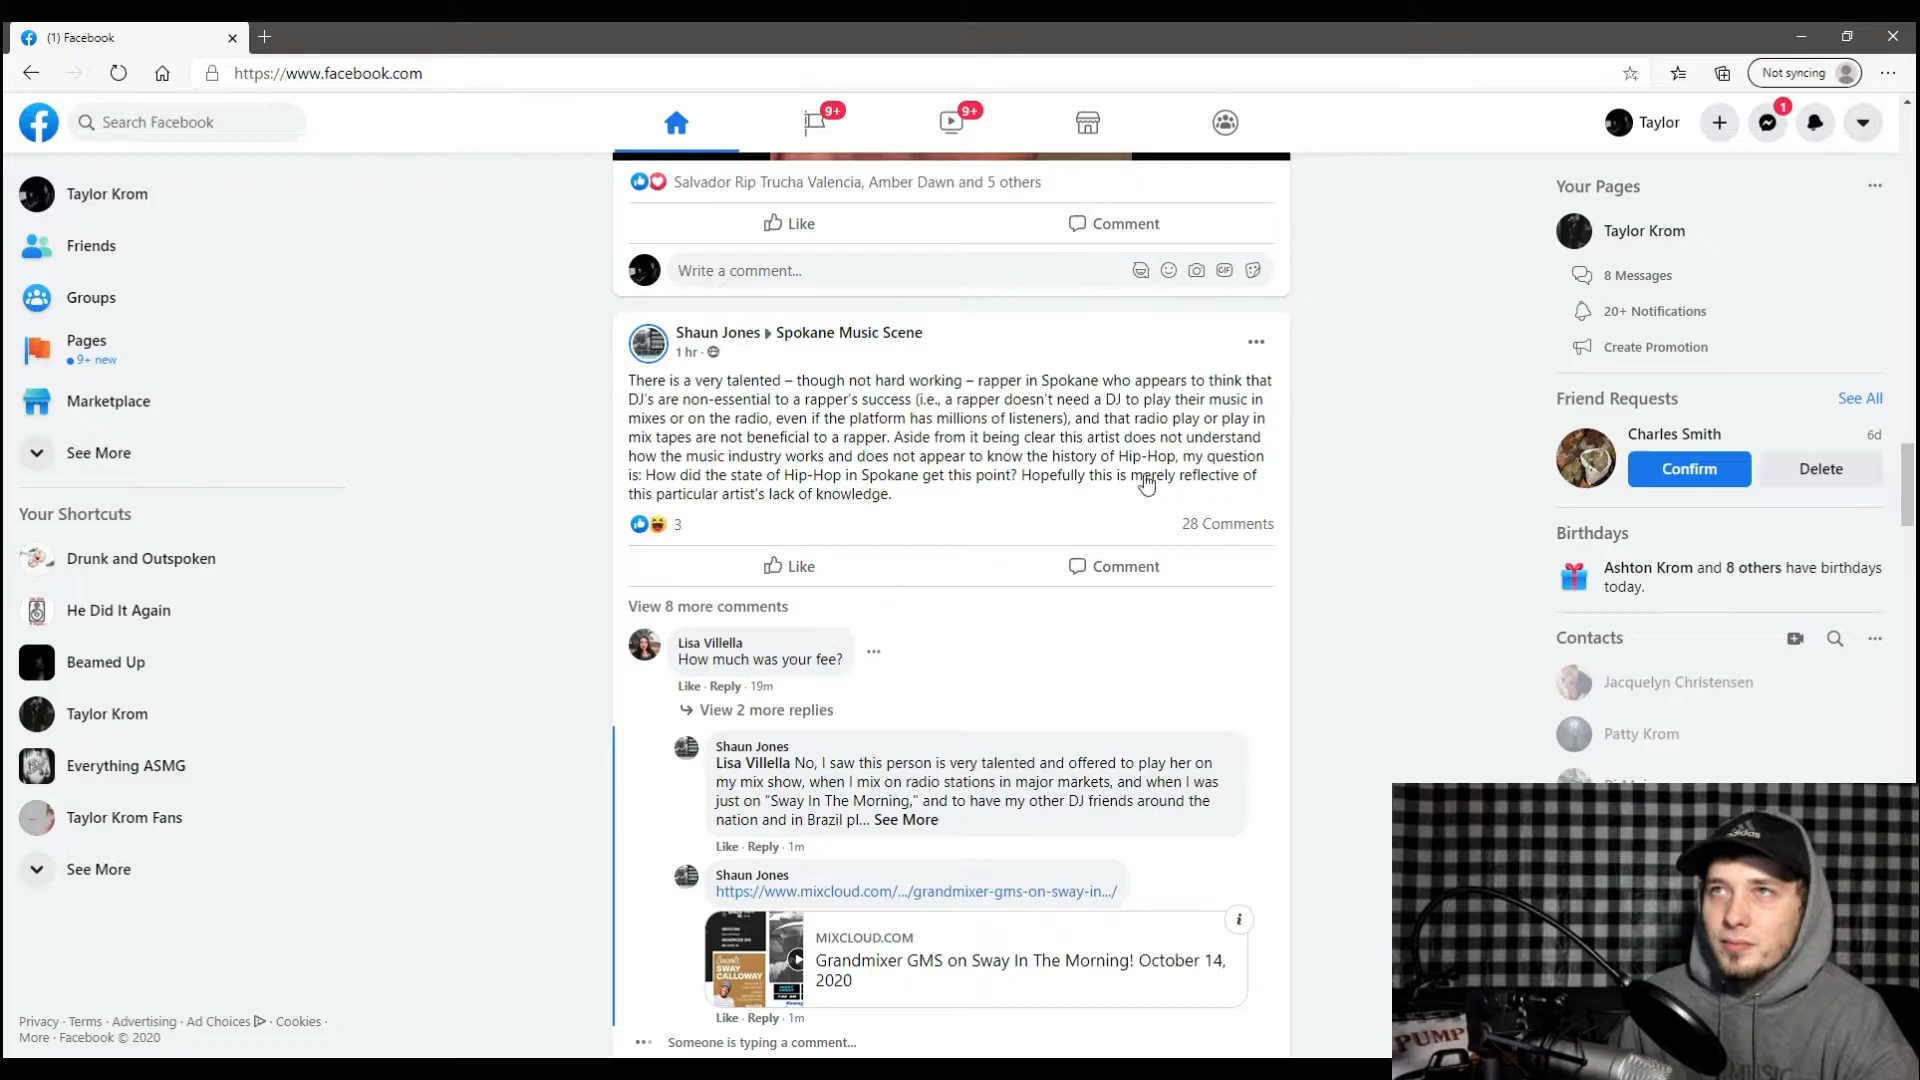 (1) Facebook
https://www.facebook.com
Not syncing
Search Facebook
9+
9+
Taylor
1
Taylor Krom
Friends
Groups
Pages
9+ new
Marketplace
See More
Your Shortcuts
Drunk and Outspoken
He Did It Again
Beamed Up
Taylor Krom
Everything ASMG
Taylor Krom Fans
See More
Privacy · Terms · Advertising · Ad Choices · Cookies ·
More · Facebook © 2020
Salvador Rip Trucha Valencia, Amber Dawn and 5 others
Like
Comment
Write a comment...
GIF
Shaun Jones Spokane Music Scene
1 hr ·
There is a very talented – though not hard working – rapper in Spokane who appears to think that
DJ's are non-essential to a rapper's success (i.e., a rapper doesn't need a DJ to play their music in
mixes or on the radio, even if the platform has millions of listeners), and that radio play or play in
mix tapes are not beneficial to a rapper. Aside from it being clear this artist does not understand
how the music industry works and does not appear to know the history of Hip-Hop, my question
is: How did the state of Hip-Hop in Spokane get this point? Hopefully this is merely reflective of
this particular artist's lack of knowledge.
3
28 Comments
Like
Comment
View 8 more comments
Lisa Villella
How much was your fee?
Like · Reply · 19m
View 2 more replies
Shaun Jones
Lisa Villella No, I saw this person is very talented and offered to play her on
my mix show, when I mix on radio stations in major markets, and when I was
just on "Sway In The Morning," and to have my other DJ friends around the
nation and in Brazil pl... See More
Like · Reply · 1m
Shaun Jones
https://www.mixcloud.com/.../grandmixer-gms-on-sway-in.../
SWAY
CALLOWAY
MIXCLOUD.COM
Grandmixer GMS on Sway In The Morning! October 14,
2020
Like · Reply · 1m
Someone is typing a comment...
Your Pages
Taylor Krom
8 Messages
20+ Notifications
Create Promotion
Friend Requests
See All
Charles Smith
6d
Confirm
Delete
Birthdays
Ashton Krom and 8 others have birthdays
today.
Contacts
Jacquelyn Christensen
Patty Krom
adidas
PUMP
MUSIC